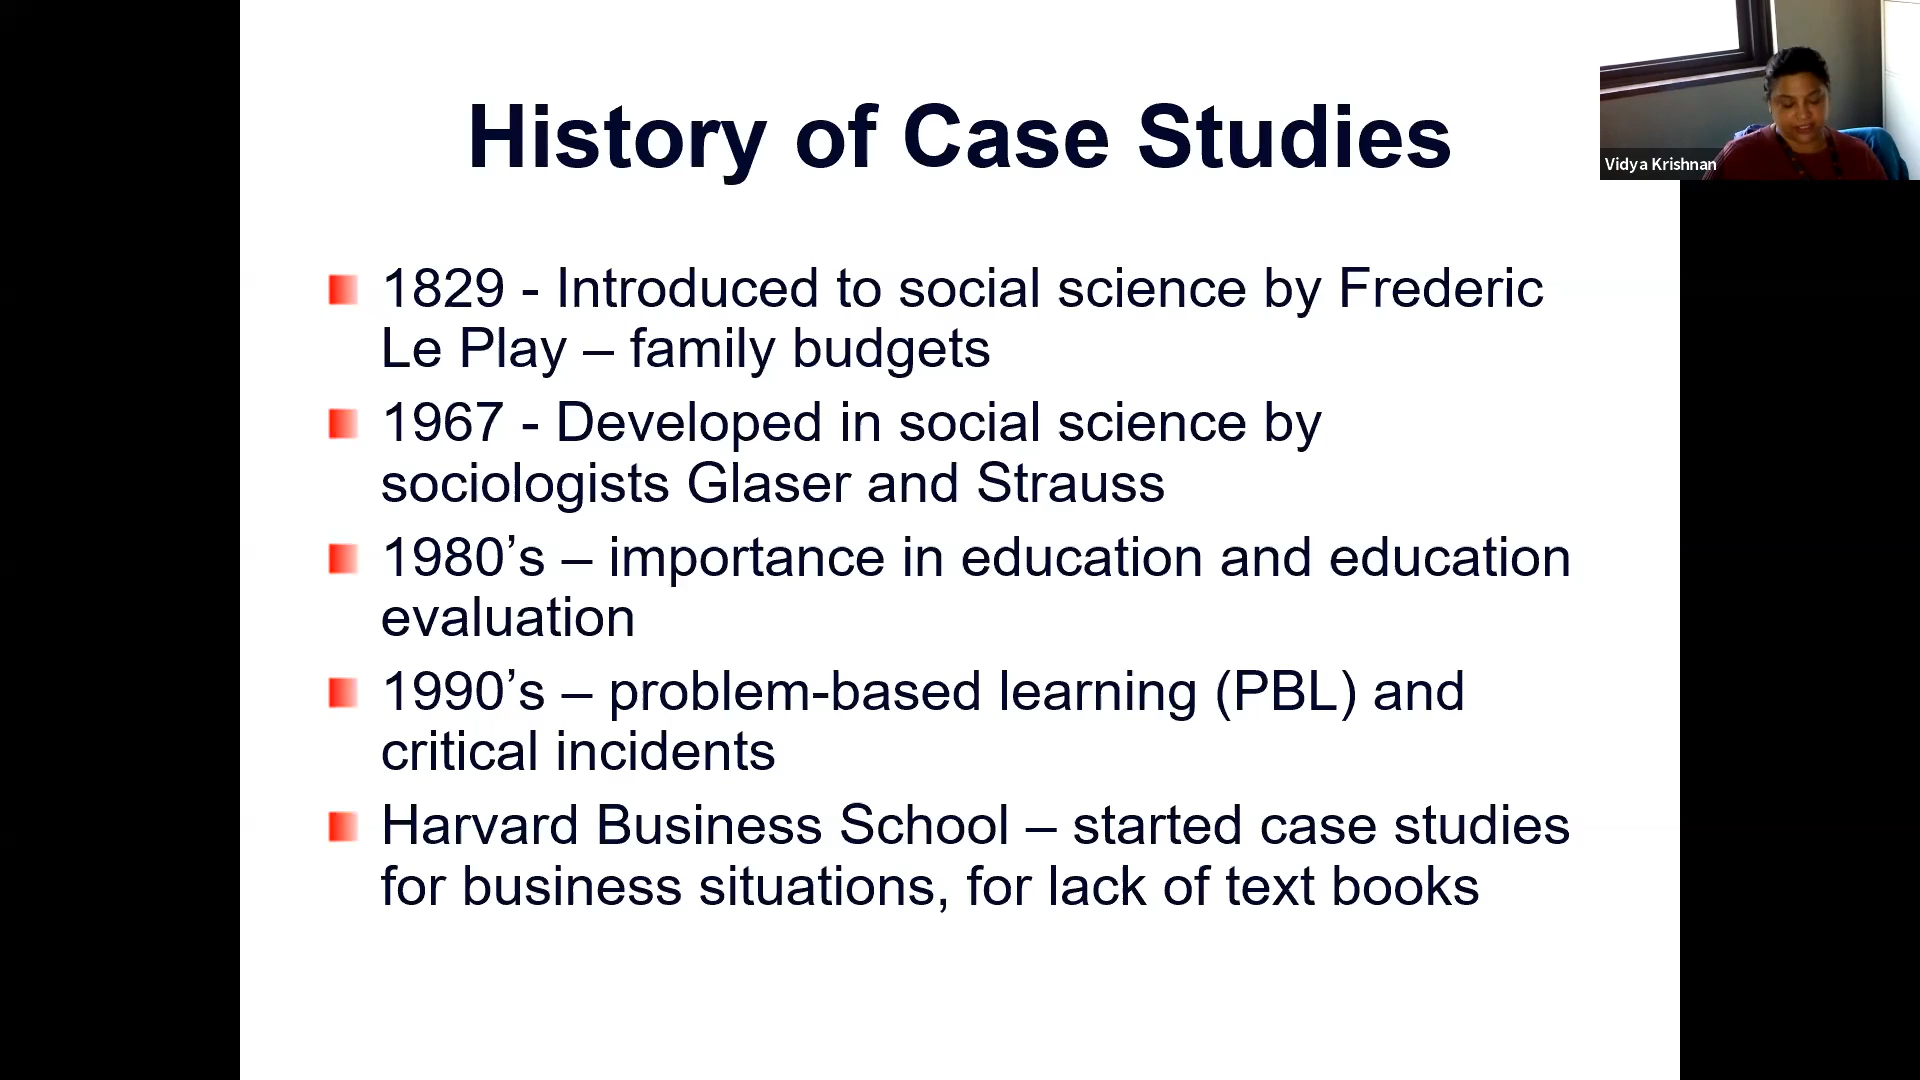 History of Case Studies
Vidya Krishnan
1829 - Introduced to social science by Frederic
Le Play – family budgets
1967 - Developed in social science by
sociologists Glaser and Strauss
1980’s – importance in education and education
evaluation
1990’s – problem-based learning (PBL) and
critical incidents
Harvard Business School – started case studies
for business situations, for lack of text books